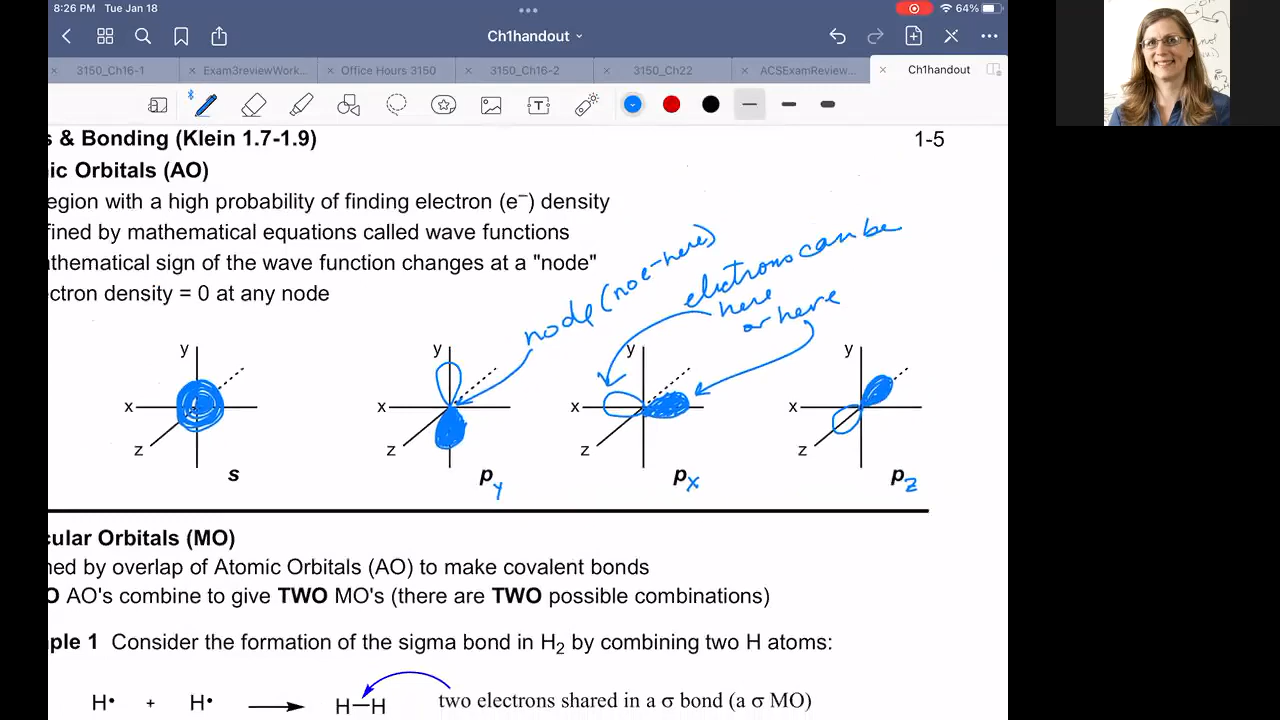 8:26 PM Tue Jan 18
64%
Ch1handout
3150_Ch16-1
Exam3reviewWork...
Office Hours 3150
3150_Ch16-2
3150_Ch22
ACSExamReview...
Ch1handout
s & Bonding (Klein 1.7-1.9)
1-5
ic Orbitals (AO)
egion with a high probability of finding electron (e⁻) density
fined by mathematical equations called wave functions
athematical sign of the wave function changes at a "node"
ectron density = 0 at any node
node (no e- here)
electrons can be
here
or here
y
x
z
s
y
x
z
pY
y
x
z
pX
y
x
z
pZ
cular Orbitals (MO)
ned by overlap of Atomic Orbitals (AO) to make covalent bonds
O AO's combine to give TWO MO's (there are TWO possible combinations)
ple 1 Consider the formation of the sigma bond in H₂ by combining two H atoms:
H• + H• ⟶ H–H two electrons shared in a σ bond (a σ MO)